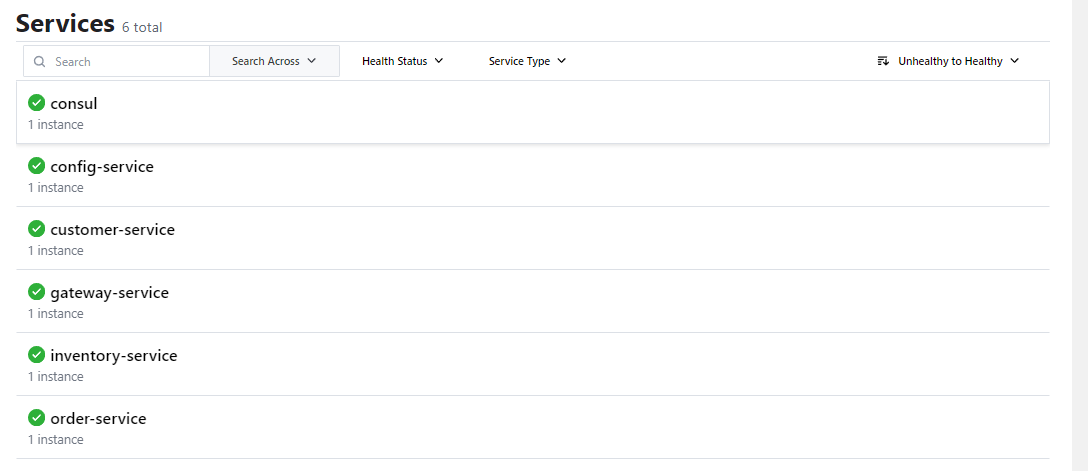 Services 6 total
Search Search Across Health Status Service Type Unhealthy to Healthy
consul
1 instance
config-service
1 instance
customer-service
1 instance
gateway-service
1 instance
inventory-service
1 instance
order-service
1 instance